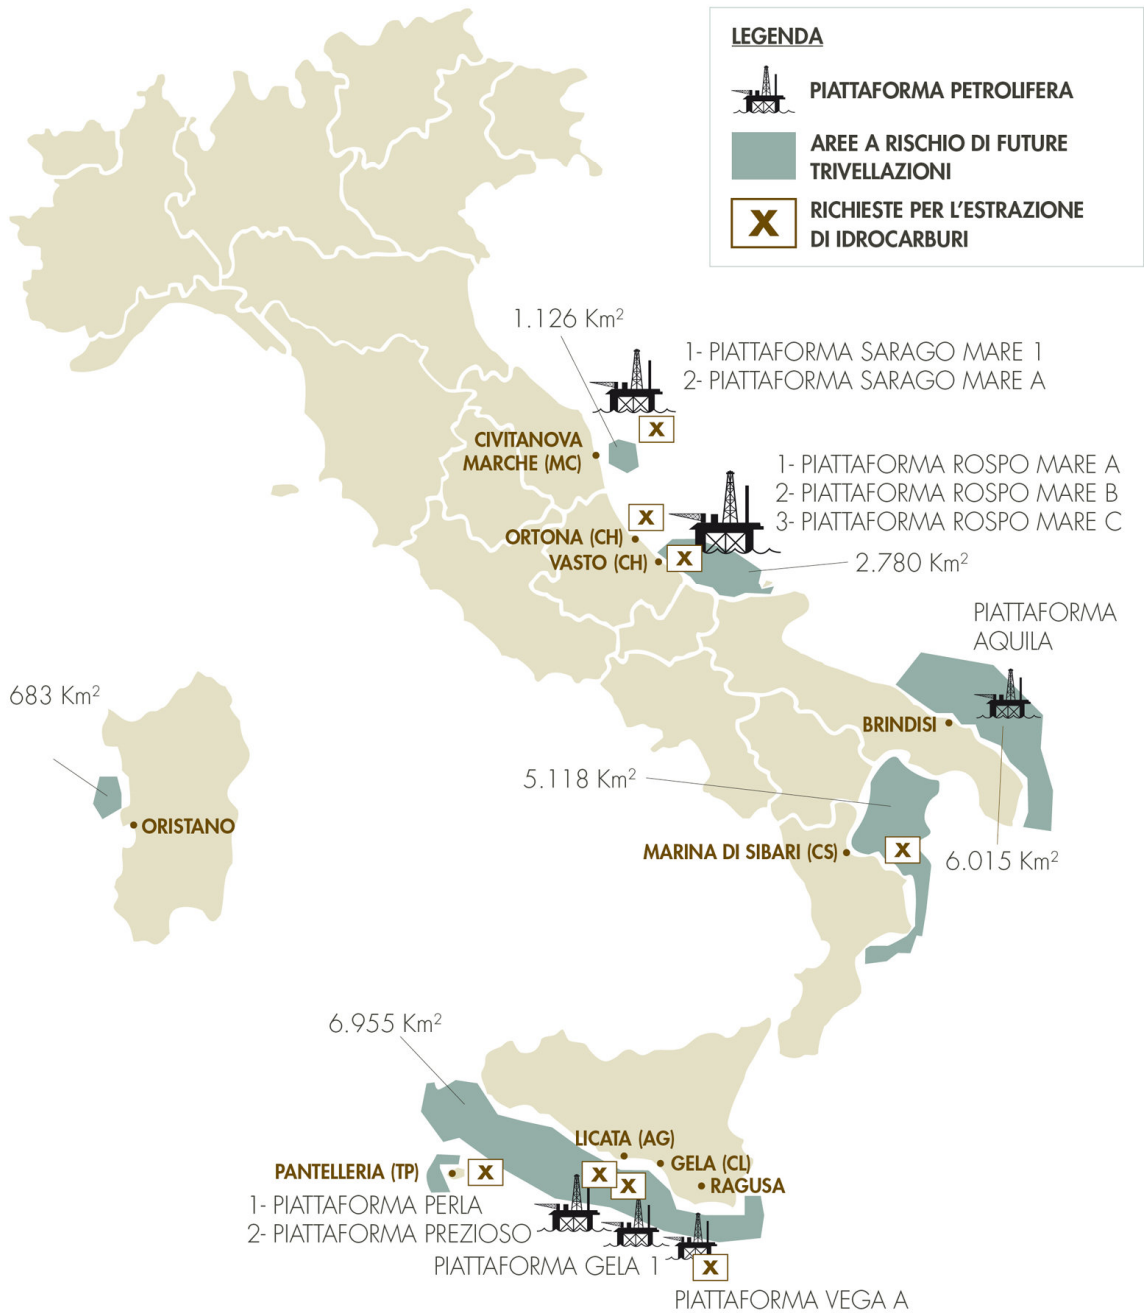 LEGENDA
PIATTAFORMA PETROLIFERA
AREE A RISCHIO DI FUTURE
TRIVELLAZIONI
X
RICHIESTE PER L'ESTRAZIONE
DI IDROCARBURI
1.126 Km²
1- PIATTAFORMA SARAGO MARE 1
2- PIATTAFORMA SARAGO MARE A
X
CIVITANOVA
MARCHE (MC)
1- PIATTAFORMA ROSPO MARE A
2- PIATTAFORMA ROSPO MARE B
3- PIATTAFORMA ROSPO MARE C
X
ORTONA (CH)
VASTO (CH)
X
2.780 Km²
PIATTAFORMA
AQUILA
683 Km²
BRINDISI
5.118 Km²
ORISTANO
MARINA DI SIBARI (CS)
X
6.015 Km²
6.955 Km²
LICATA (AG)
GELA (CL)
PANTELLERIA (TP)
X
X
X
RAGUSA
1- PIATTAFORMA PERLA
2- PIATTAFORMA PREZIOSO
PIATTAFORMA GELA 1
X
PIATTAFORMA VEGA A